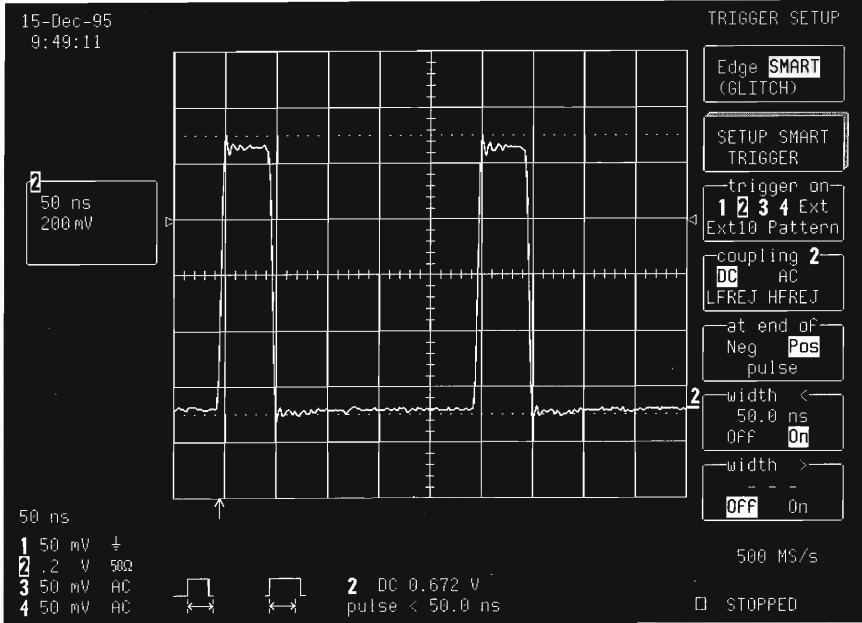 15-Dec-95
9:49:11
TRIGGER SETUP
Edge SMART
(GLITCH)
SETUP SMART
TRIGGER
trigger on
1 2 3 4 Ext
Ext10 Pattern
coupling 2
DC AC
LFREJ HFREJ
at end of
Neg Pos
pulse
width <
50.0 ns
Off On
width >
- - -
Off On
2
50 ns
200 mV
2
50 ns
1 50 mV ⏚
2 .2 V 50Ω
3 50 mV AC
4 50 mV AC
2 DC 0.672 V
pulse < 50.0 ns
500 MS/s
□ STOPPED